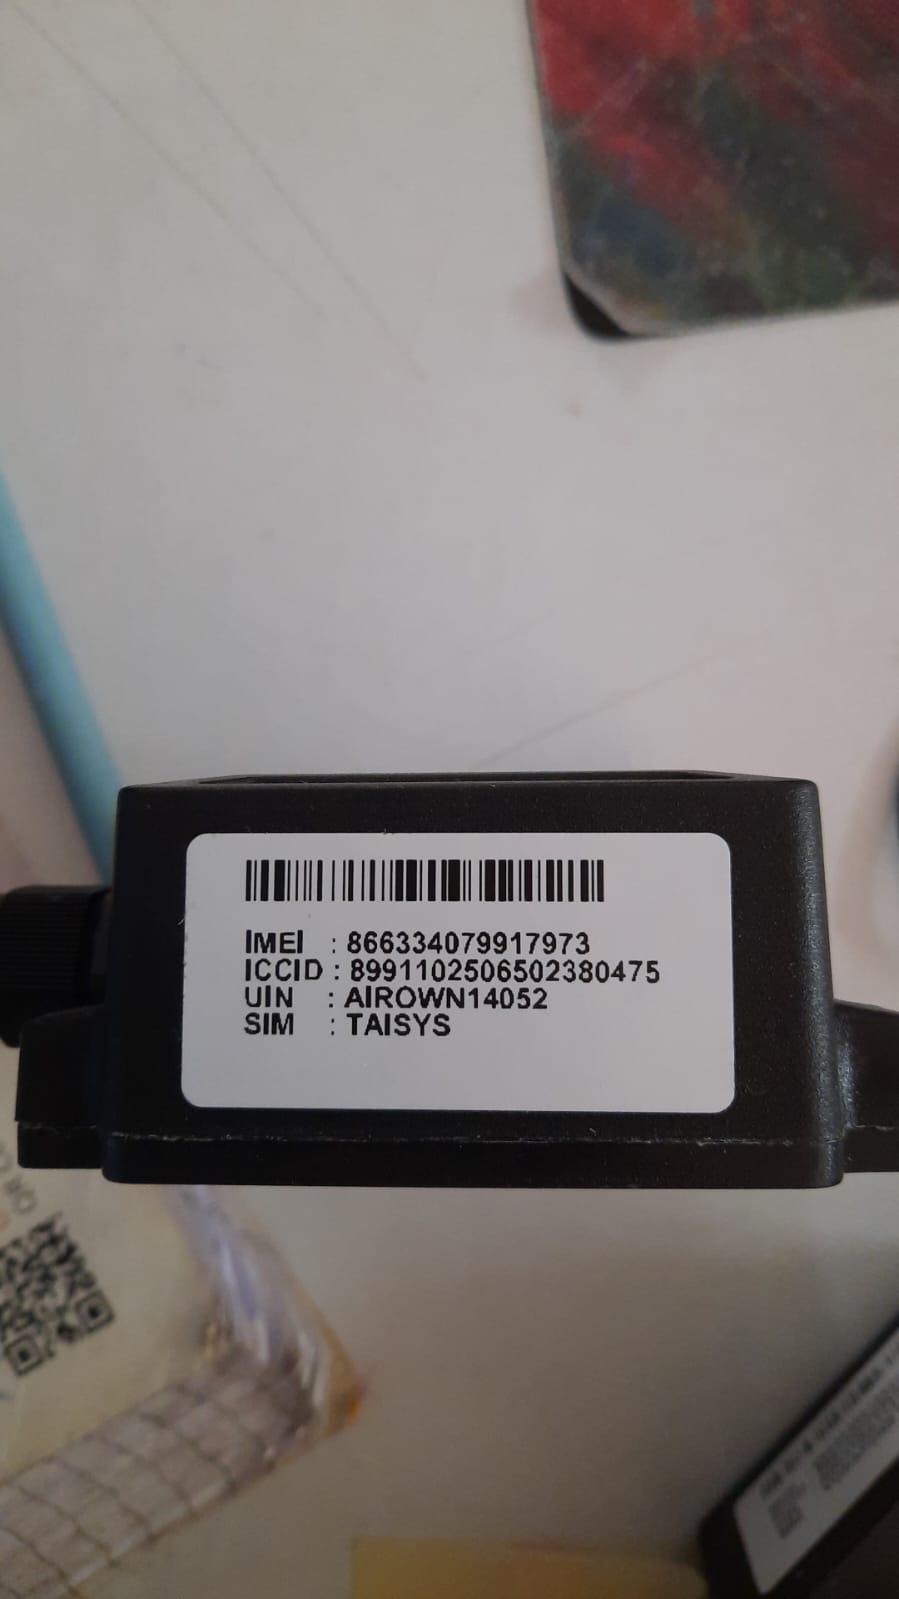 IMEI : 866334079917973
ICCID : 8991102506502380475
UIN : AIROWN14052
SIM : TAISYS